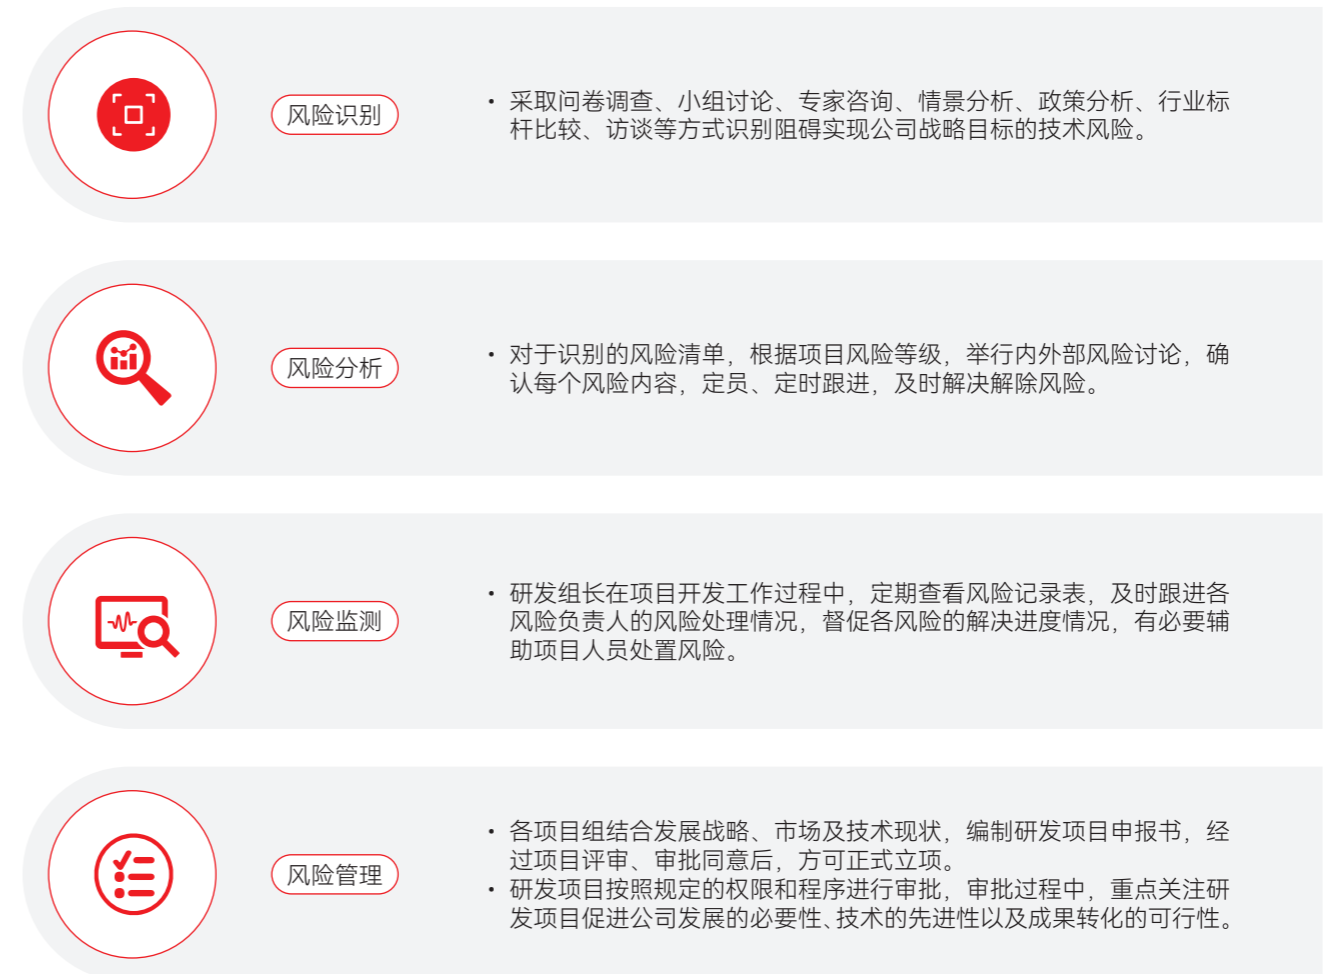 风险识别
• 采取问卷调查、小组讨论、专家咨询、情景分析、政策分析、行业标
杆比较、访谈等方式识别阻碍实现公司战略目标的技术风险。
风险分析
• 对于识别的风险清单，根据项目风险等级，举行内外部风险讨论，确
认每个风险内容，定员、定时跟进，及时解决解除风险。
风险监测
• 研发组长在项目开发工作过程中，定期查看风险记录表，及时跟进各
风险负责人的风险处理情况，督促各风险的解决进度情况，有必要辅
助项目人员处置风险。
风险管理
• 各项目组结合发展战略、市场及技术现状，编制研发项目申报书，经
过项目评审、审批同意后，方可正式立项。
• 研发项目按照规定的权限和程序进行审批，审批过程中，重点关注研
发项目促进公司发展的必要性、技术的先进性以及成果转化的可行性。